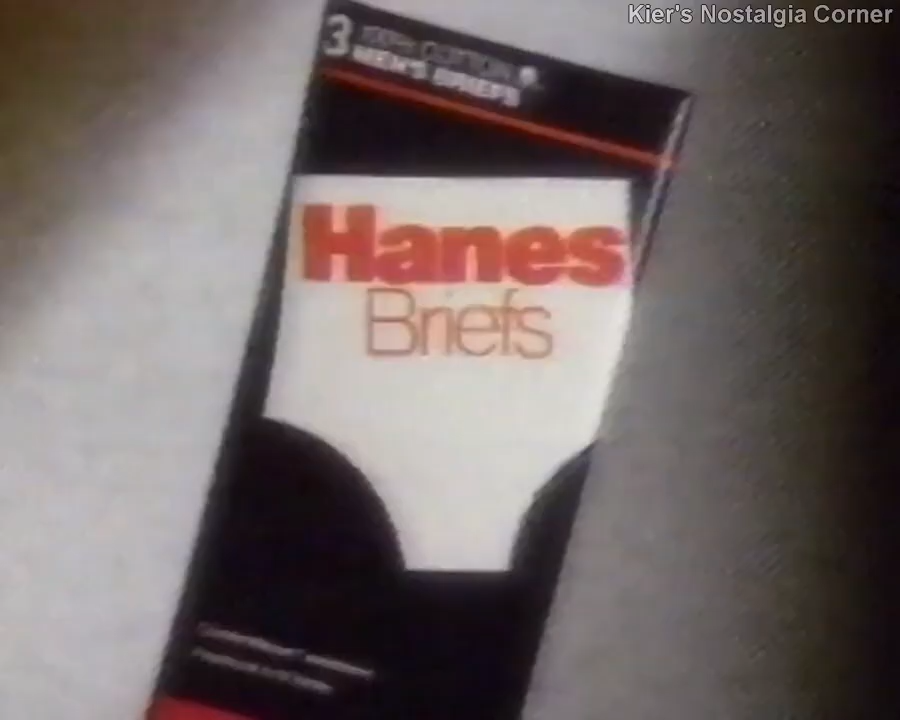 Kier's Nostalgia Corner
3 100% COTTON
MEN'S BRIEFS
Hanes
Briefs